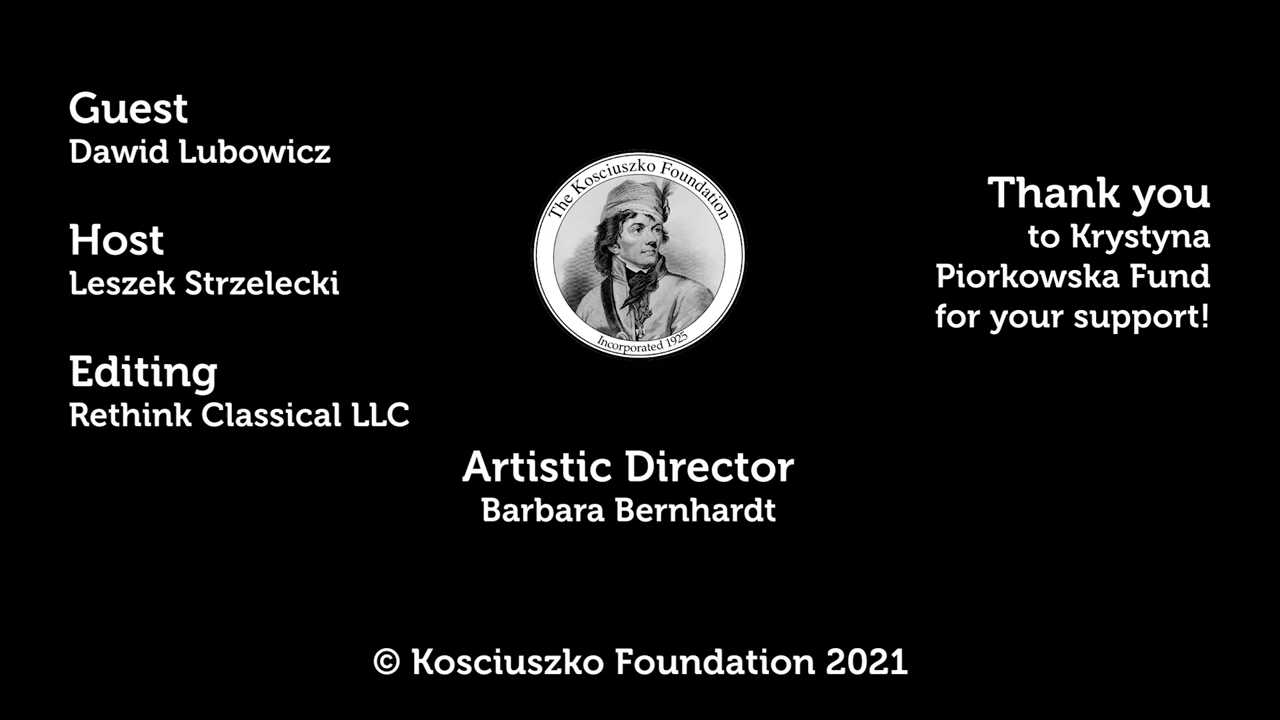 Guest
Dawid Lubowicz
Host
Leszek Strzelecki
Editing
Rethink Classical LLC
The Kosciuszko Foundation
Incorporated 1925
Artistic Director
Barbara Bernhardt
Thank you
to Krystyna
Piorkowska Fund
for your support!
© Kosciuszko Foundation 2021